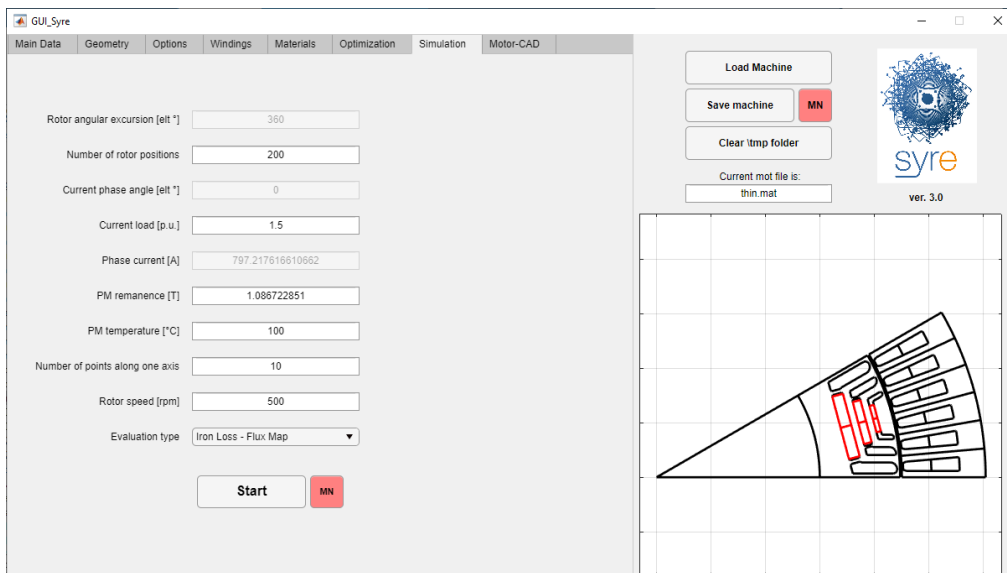 GUI_Syre
Main Data Geometry Options Windings Materials Optimization Simulation Motor-CAD
Rotor angular excursion [elt °] 360
Number of rotor positions 200
Current phase angle [elt °] 0
Current load [p.u.] 1.5
Phase current [A] 797.217616610662
PM remanence [T] 1.086722851
PM temperature [°C] 100
Number of points along one axis 10
Rotor speed [rpm] 500
Evaluation type Iron Loss - Flux Map
Start MN
Load Machine
Save machine MN
Clear \tmp folder
Current mot file is:
thin.mat
syre
ver. 3.0